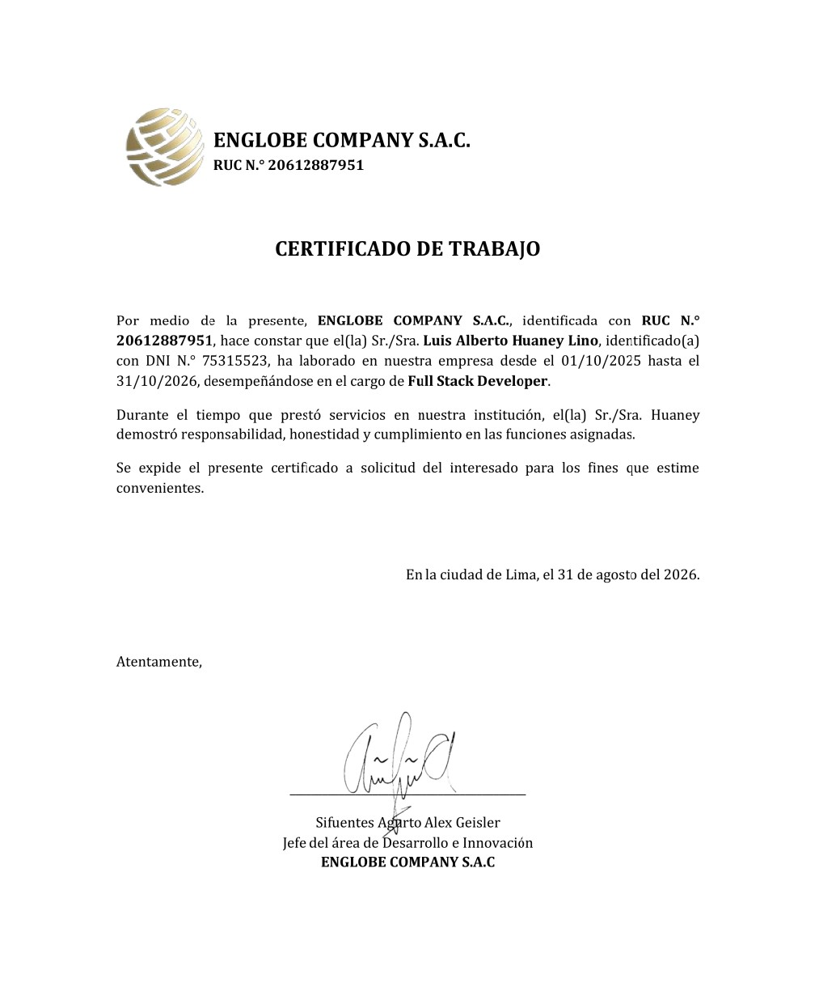 ENGLOBE COMPANY S.A.C.
RUC N.° 20612887951
CERTIFICADO DE TRABAJO
Por medio de la presente, ENGLOBE COMPANY S.A.C., identificada con RUC N.°
20612887951, hace constar que el(la) Sr./Sra. Luis Alberto Huaney Lino, identificado(a)
con DNI N.° 75315523, ha laborado en nuestra empresa desde el 01/10/2025 hasta el
31/10/2026, desempeñándose en el cargo de Full Stack Developer.
Durante el tiempo que prestó servicios en nuestra institución, el(la) Sr./Sra. Huaney
demostró responsabilidad, honestidad y cumplimiento en las funciones asignadas.
Se expide el presente certificado a solicitud del interesado para los fines que estime
convenientes.
En la ciudad de Lima, el 31 de agosto del 2026.
Atentamente,
Sifuentes Agurto Alex Geisler
Jefe del área de Desarrollo e Innovación
ENGLOBE COMPANY S.A.C